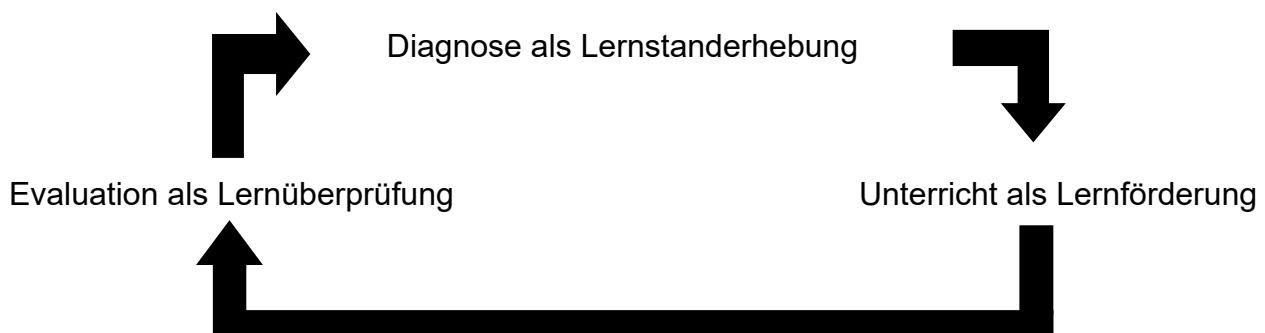 Diagnose als Lernstanderhebung
Evaluation als Lernüberprüfung
Unterricht als Lernförderung